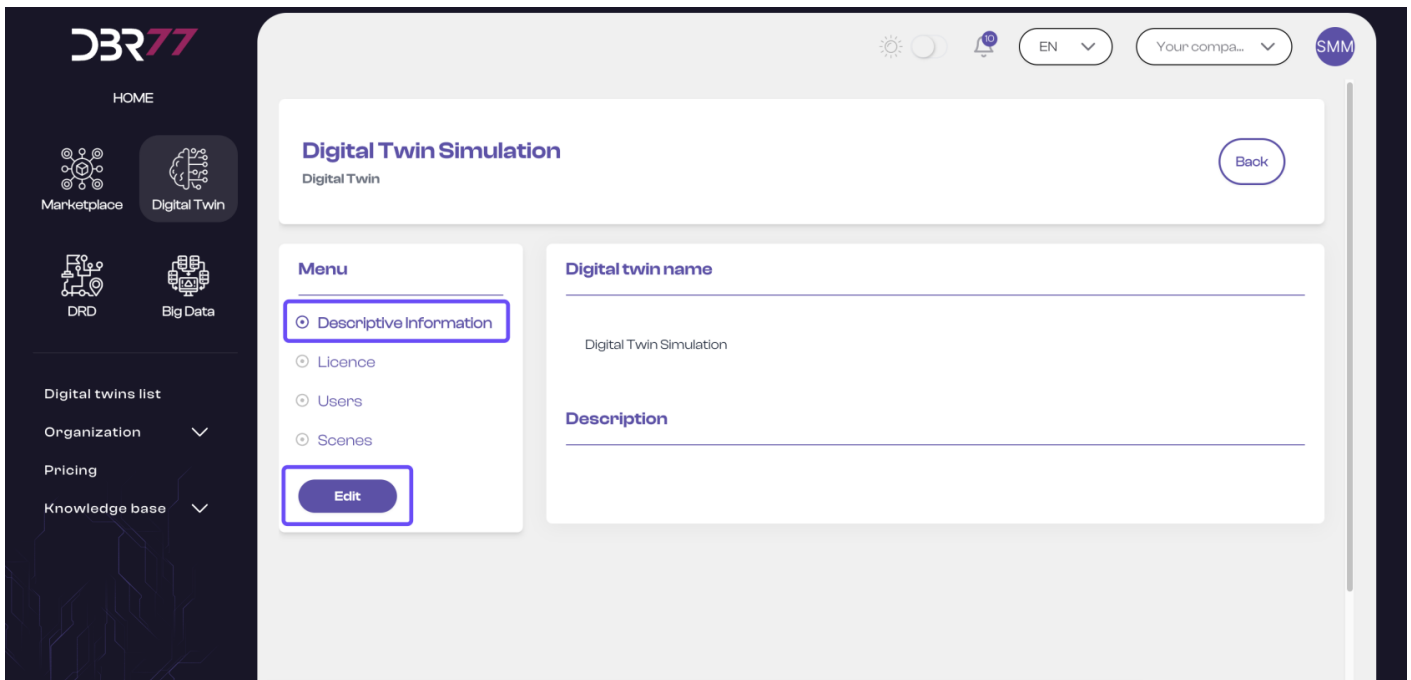 DBR77
HOME
Marketplace
Digital Twin
DRD
Big Data
Digital twins list
Organization
Pricing
Knowledge base
10
EN
Your compa...
SMM
Digital Twin Simulation
Digital Twin
Back
Menu
Descriptive Information
Licence
Users
Scenes
Edit
Digital twin name
Digital Twin Simulation
Description